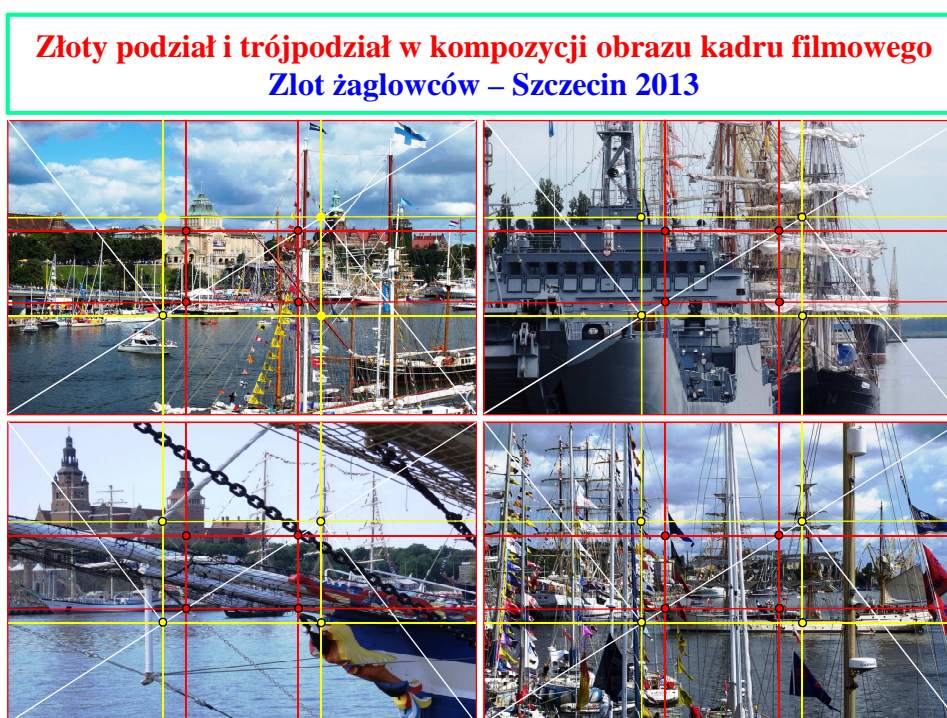 Złoty podział i trójpodział w kompozycji obrazu kadru filmowego
Zlot żaglowców – Szczecin 2013